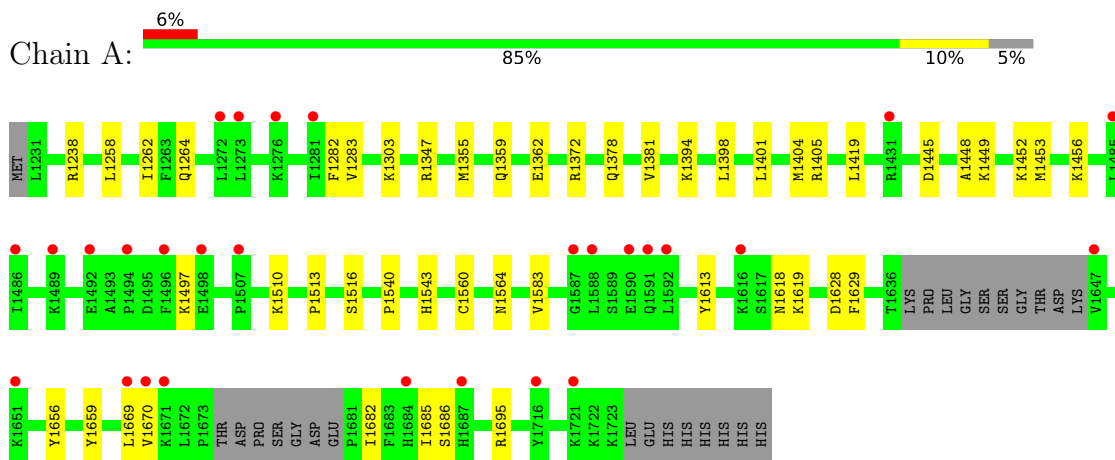 6%
Chain A:
85% 10% 5%
MET L1231 R1238 L1258 I1262 F1263 Q1264 L1272 L1273 K1276 I1281 F1282 V1283 K1303 R1347 M1355 Q1359 E1362 R1372 Q1378 V1381 K1394 L1398 L1401 M1404 R1405 L1419 R1431 D1445 A1448 K1449 K1452 M1453 K1456 L1485
I1486 K1489 E1492 A1493 P1494 D1495 F1496 K1497 E1498 P1507 K1510 P1513 S1516 P1540 H1543 C1560 N1564 V1583 G1587 L1588 S1589 E1590 Q1591 L1592 Y1613 K1616 S1617 N1618 K1619 D1628 F1629 T1636 LYS PRO LEU GLY SER SER GLY THR ASP LYS V1647
K1651 Y1656 Y1659 L1669 V1670 K1671 L1672 P1673 THR ASP PRO SER GLY ASP GLU P1681 I1682 F1683 H1684 I1685 S1686 H1687 R1695 Y1716 K1721 K1722 K1723 LEU GLU HIS HIS HIS HIS HIS HIS